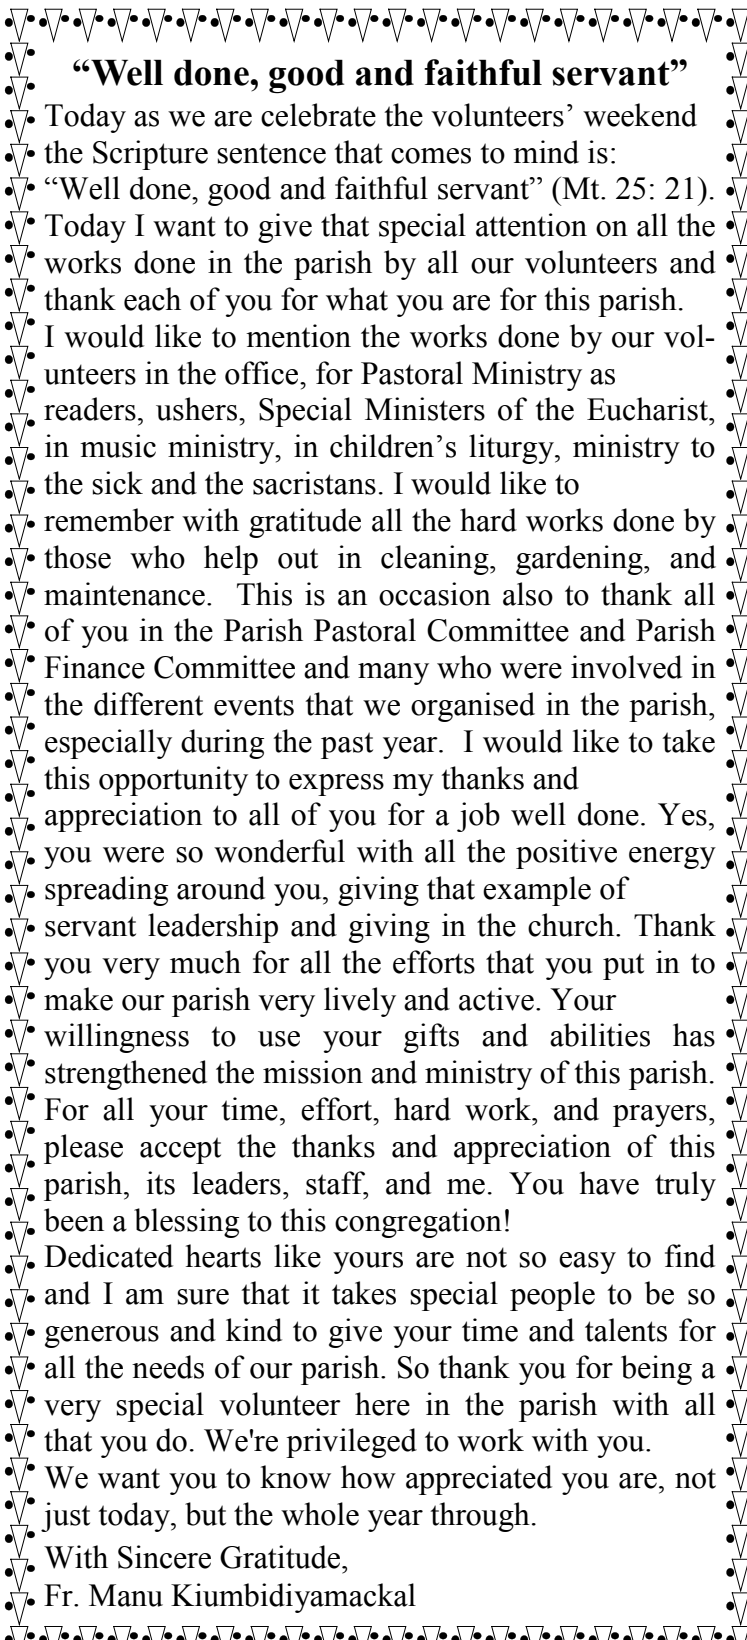 “Well done, good and faithful servant”
Today as we are celebrate the volunteers’ weekend
the Scripture sentence that comes to mind is:
“Well done, good and faithful servant” (Mt. 25: 21).
Today I want to give that special attention on all the
works done in the parish by all our volunteers and
thank each of you for what you are for this parish.
I would like to mention the works done by our vol-
unteers in the office, for Pastoral Ministry as
readers, ushers, Special Ministers of the Eucharist,
in music ministry, in children’s liturgy, ministry to
the sick and the sacristans. I would like to
remember with gratitude all the hard works done by
those who help out in cleaning, gardening, and
maintenance.  This is an occasion also to thank all
of you in the Parish Pastoral Committee and Parish
Finance Committee and many who were involved in
the different events that we organised in the parish,
especially during the past year.  I would like to take
this opportunity to express my thanks and
appreciation to all of you for a job well done. Yes,
you were so wonderful with all the positive energy
spreading around you, giving that example of
servant leadership and giving in the church. Thank
you very much for all the efforts that you put in to
make our parish very lively and active. Your
willingness to use your gifts and abilities has
strengthened the mission and ministry of this parish.
For all your time, effort, hard work, and prayers,
please accept the thanks and appreciation of this
parish, its leaders, staff, and me. You have truly
been a blessing to this congregation!
Dedicated hearts like yours are not so easy to find
and I am sure that it takes special people to be so
generous and kind to give your time and talents for
all the needs of our parish. So thank you for being a
very special volunteer here in the parish with all
that you do. We're privileged to work with you.
We want you to know how appreciated you are, not
just today, but the whole year through.
With Sincere Gratitude,
Fr. Manu Kiumbidiyamackal